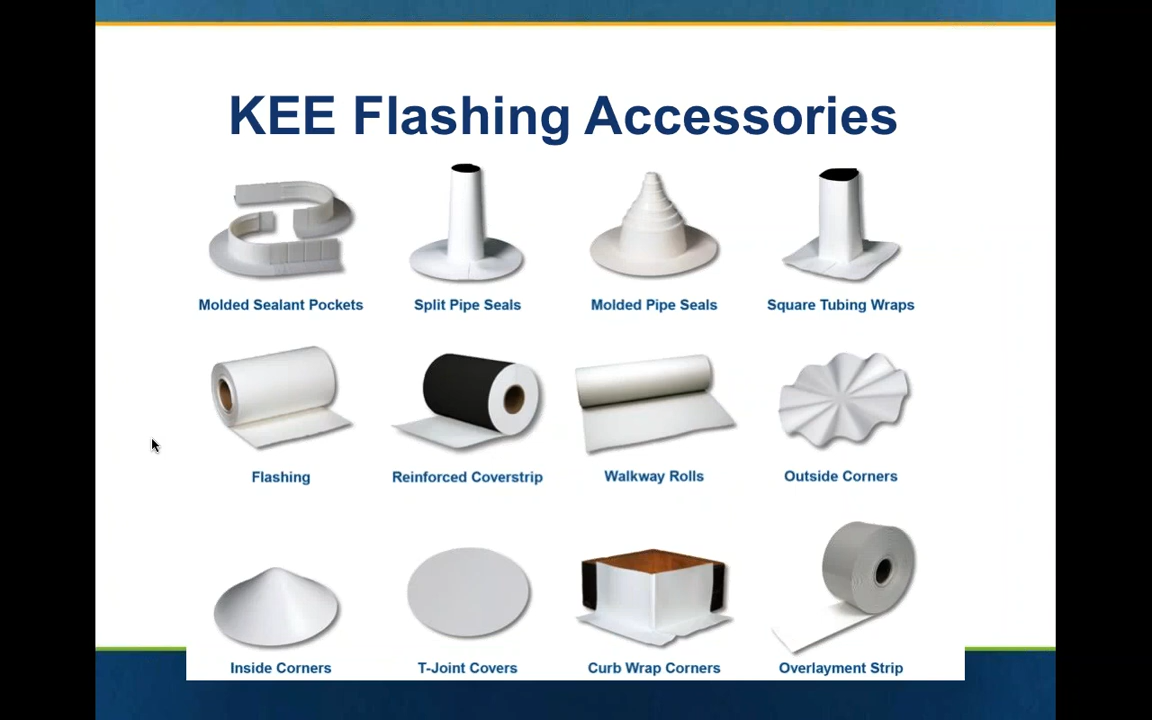 KEE Flashing Accessories
Molded Sealant Pockets
Split Pipe Seals
Molded Pipe Seals
Square Tubing Wraps
Flashing
Reinforced Coverstrip
Walkway Rolls
Outside Corners
Inside Corners
T-Joint Covers
Curb Wrap Corners
Overlayment Strip